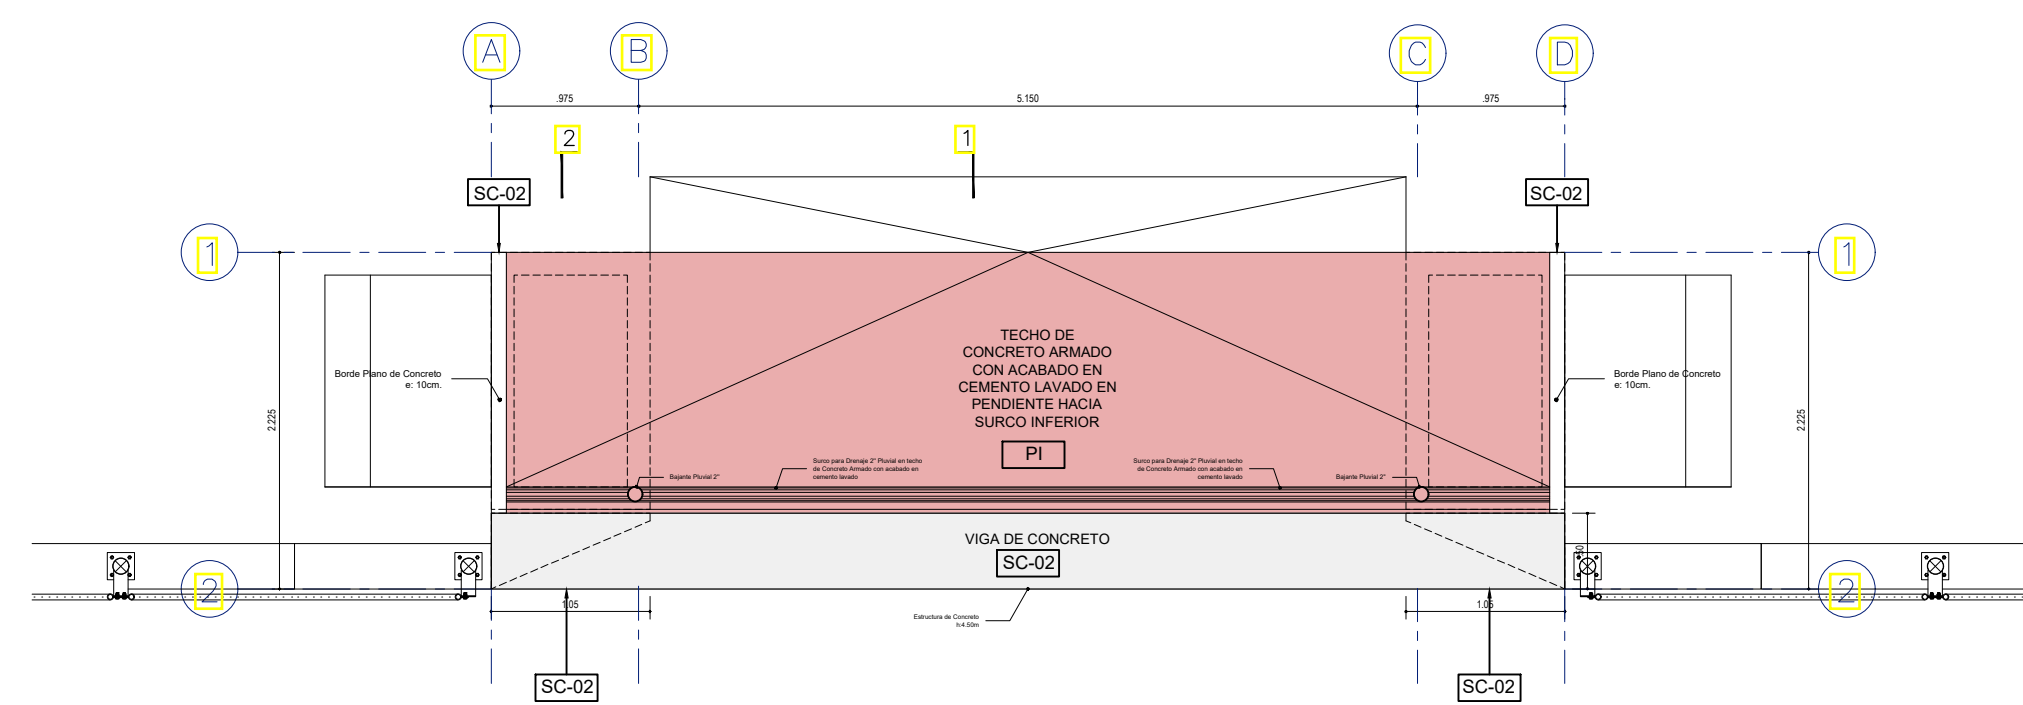 A
B
C
D
.975
5.150
.975
2
1
SC-02
SC-02
1
1
TECHO DE
CONCRETO ARMADO
CON ACABADO EN
CEMENTO LAVADO EN
PENDIENTE HACIA
SURCO INFERIOR
PI
Borde Plano de Concreto
e: 10cm.
Borde Plano de Concreto
e: 10cm.
2.225
2.225
Surco para Drenaje 2" Pluvial en techo
de Concreto Armado con acabado en
cemento lavado
Surco para Drenaje 2" Pluvial en techo
de Concreto Armado con acabado en
cemento lavado
Bajante Pluvial 2"
Bajante Pluvial 2"
VIGA DE CONCRETO
SC-02
.50
2
2
1.05
1.05
Estructura de Concreto
h:4.50m
SC-02
SC-02